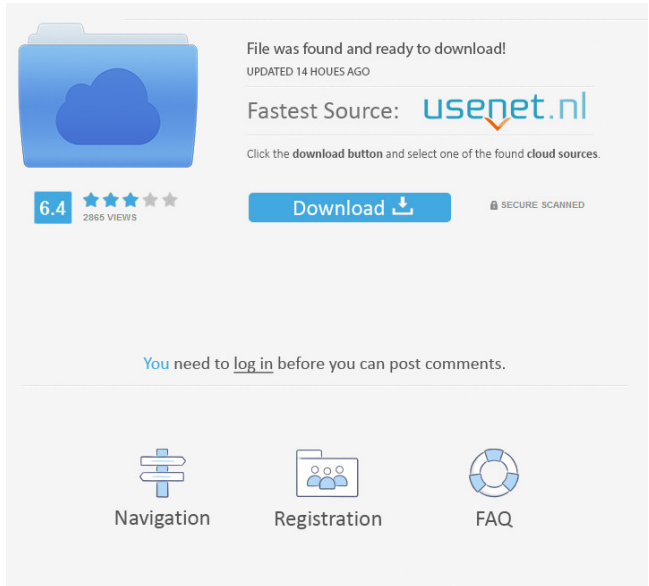 File was found and ready to download!
UPDATED 14 HOUES AGO
Fastest Source: usenet.nl
Click the download button and select one of the found cloud sources.
6.4
2865 VIEWS
Download
SECURE SCANNED
You need to log in before you can post comments.
Navigation
Registration
FAQ